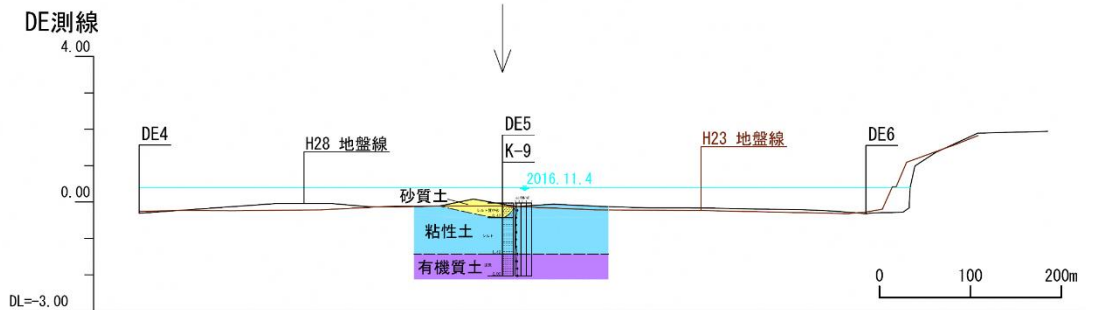 DE測線
4.00
DE4
H28 地盤線
DE5
K-9
H23 地盤線
DE6
2016.11.4
0.00
砂質土
粘性土
有機質土
0 100 200m
DL=-3.00